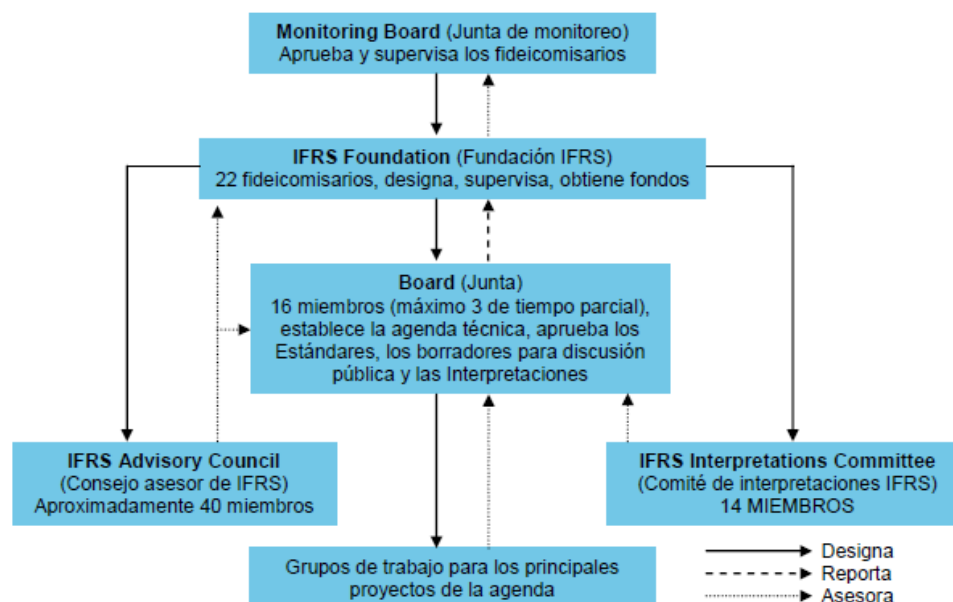 Monitoring Board (Junta de monitoreo)
Aprueba y supervisa los fideicomisarios
IFRS Foundation (Fundación IFRS)
22 fideicomisarios, designa, supervisa, obtiene fondos
Board (Junta)
16 miembros (máximo 3 de tiempo parcial),
establece la agenda técnica, aprueba los
Estándares, los borradores para discusión
pública y las Interpretaciones
IFRS Advisory Council
(Consejo asesor de IFRS)
Aproximadamente 40 miembros
IFRS Interpretations Committee
(Comité de interpretaciones IFRS)
14 MIEMBROS
Grupos de trabajo para los principales
proyectos de la agenda
Designa
Reporta
Asesora